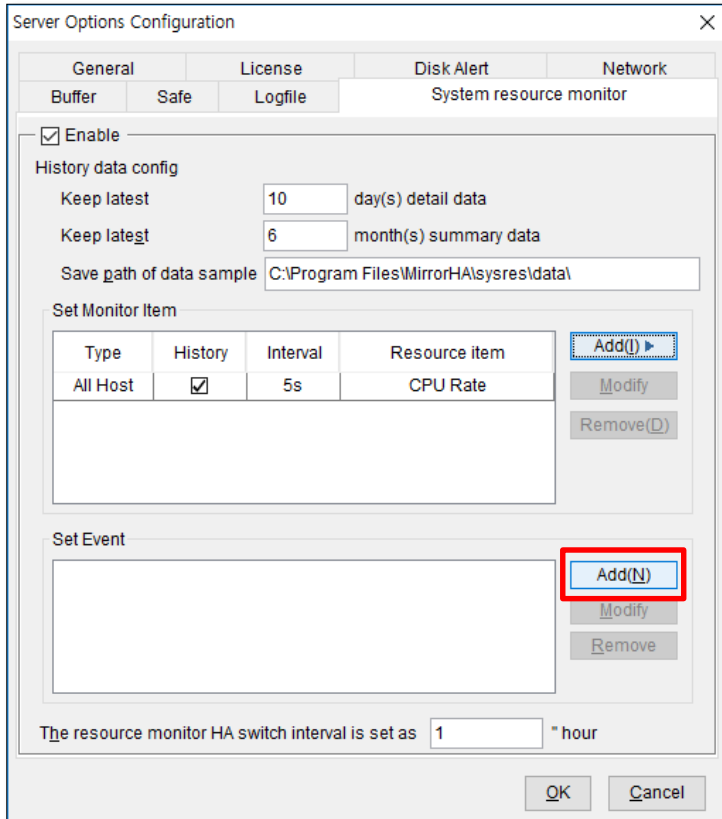 Server Options Configuration
General License Disk Alert Network
Buffer Safe Logfile System resource monitor
Enable
History data config
Keep latest 10 day(s) detail data
Keep latest 6 month(s) summary data
Save path of data sample C:\Program Files\MirrorHA\sysres\data\
Set Monitor Item
Type History Interval Resource item
All Host 5s CPU Rate
Add(I)
Modify
Remove(D)
Set Event
Add(N)
Modify
Remove
The resource monitor HA switch interval is set as 1 " hour
OK Cancel